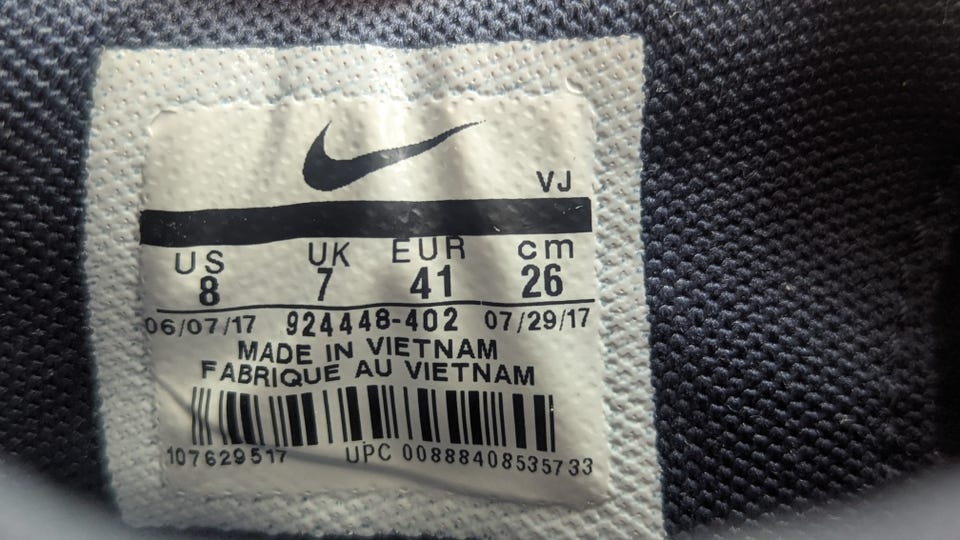 VJ
US UK EUR cm
8 7 41 26
06/07/17 924448-402 07/29/17
MADE IN VIETNAM
FABRIQUE AU VIETNAM
107629517 UPC 00888408535733